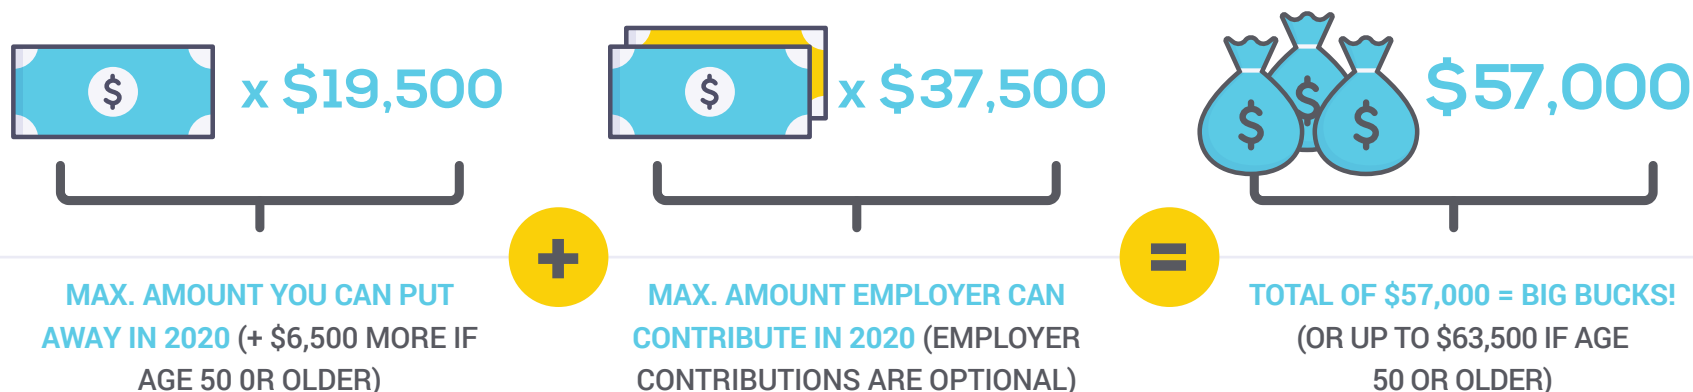 $
x $19,500
$
x $37,500
$
$
$
$57,000
+
=
MAX. AMOUNT YOU CAN PUT
AWAY IN 2020 (+ $6,500 MORE IF
AGE 50 0R OLDER)
MAX. AMOUNT EMPLOYER CAN
CONTRIBUTE IN 2020 (EMPLOYER
CONTRIBUTIONS ARE OPTIONAL)
TOTAL OF $57,000 = BIG BUCKS!
(OR UP TO $63,500 IF AGE
50 OR OLDER)